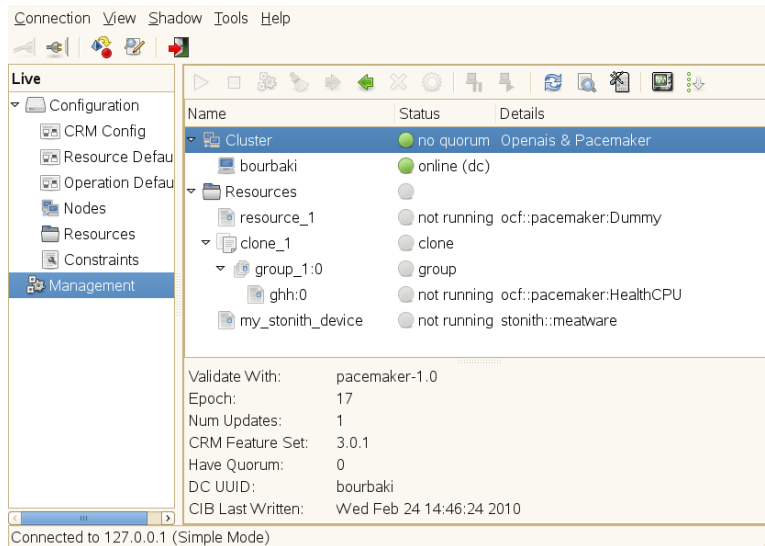 Connection View Shadow Tools Help
Live
Configuration
CRM Config
Resource Defau
Operation Defau
Nodes
Resources
Constraints
Management
Name Status Details
Cluster no quorum Openais & Pacemaker
bourbaki online (dc)
Resources
resource_1 not running ocf::pacemaker:Dummy
clone_1 clone
group_1:0 group
ghh:0 not running ocf::pacemaker:HealthCPU
my_stonith_device not running stonith::meatware
Validate With: pacemaker-1.0
Epoch: 17
Num Updates: 1
CRM Feature Set: 3.0.1
Have Quorum: 0
DC UUID: bourbaki
CIB Last Written: Wed Feb 24 14:46:24 2010
Connected to 127.0.0.1 (Simple Mode)